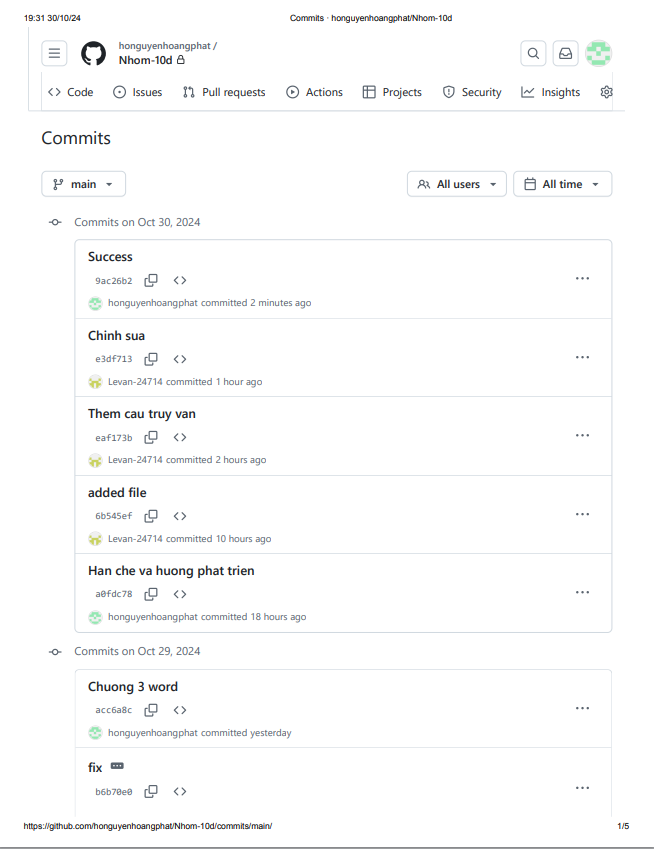 19:31 30/10/24
Commits · honguyenhoangphat/Nhom-10d
honguyenhoangphat /
Nhom-10d
Code
Issues
Pull requests
Actions
Projects
Security
Insights
Commits
main
All users
All time
Commits on Oct 30, 2024
Success
9ac26b2
honguyenhoangphat committed 2 minutes ago
Chinh sua
e3df713
Levan-24714 committed 1 hour ago
Them cau truy van
eaf173b
Levan-24714 committed 2 hours ago
added file
6b545ef
Levan-24714 committed 10 hours ago
Han che va huong phat trien
a0fdc78
honguyenhoangphat committed 18 hours ago
Commits on Oct 29, 2024
Chuong 3 word
acc6a8c
honguyenhoangphat committed yesterday
fix
b6b70e0
https://github.com/honguyenhoangphat/Nhom-10d/commits/main/
1/5